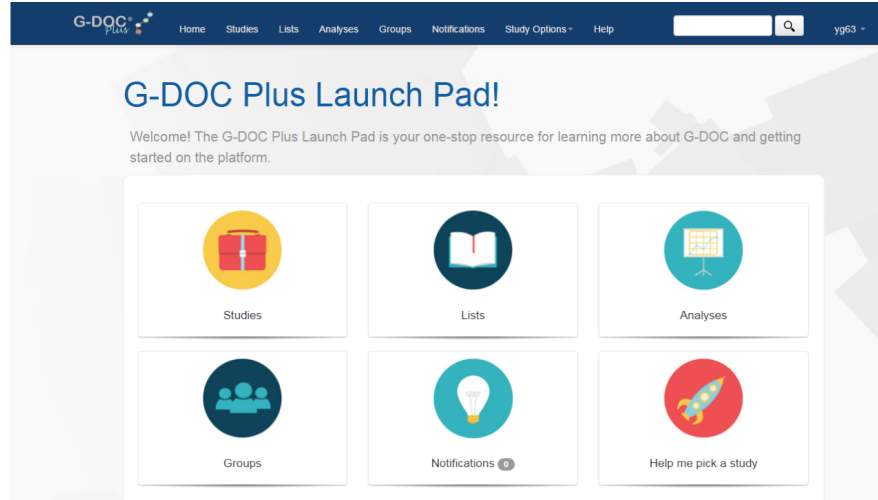 G-DOC® Plus
Home Studies Lists Analyses Groups Notifications Study Options Help yg63
G-DOC Plus Launch Pad!
Welcome! The G-DOC Plus Launch Pad is your one-stop resource for learning more about G-DOC and getting
started on the platform.
Studies Lists Analyses
Groups Notifications 0 Help me pick a study